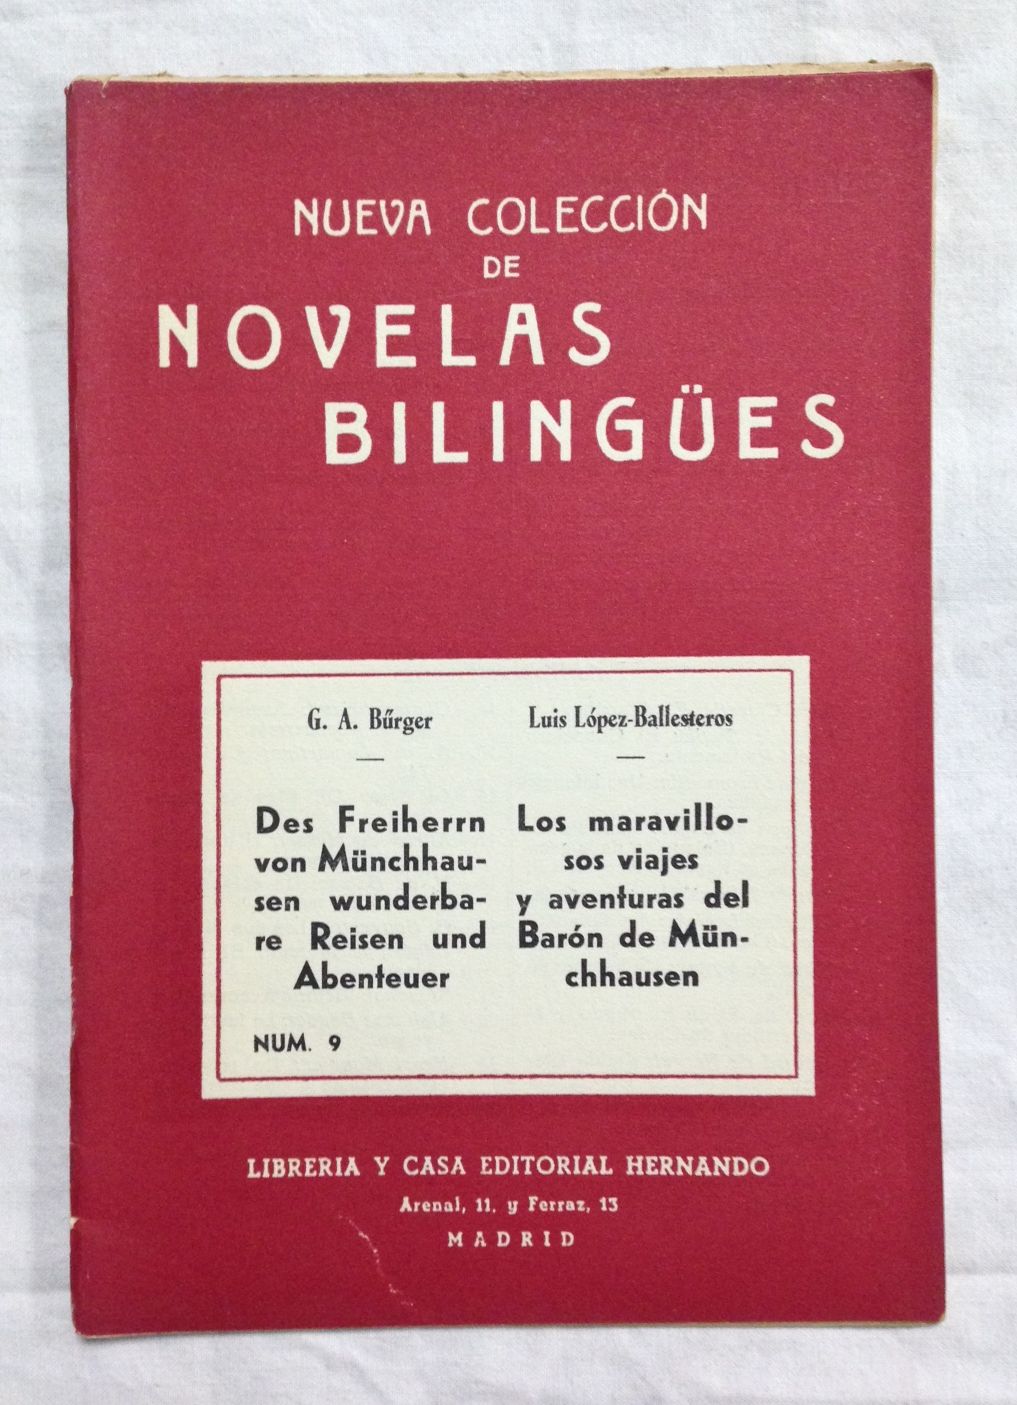 NUEVA COLECCIÓN
DE
NOVELAS
BILINGÜES
G. A. Bürger
Des Freiherrn
von Münchhau-
sen wunderba-
re Reisen und
Abenteuer
Luis López-Ballesteros
Los maravillo-
sos viajes
y aventuras del
Barón de Mün-
chhausen
NUM. 9
LIBRERIA Y CASA EDITORIAL HERNANDO
Arenal, 11. y Ferraz, 13
MADRID